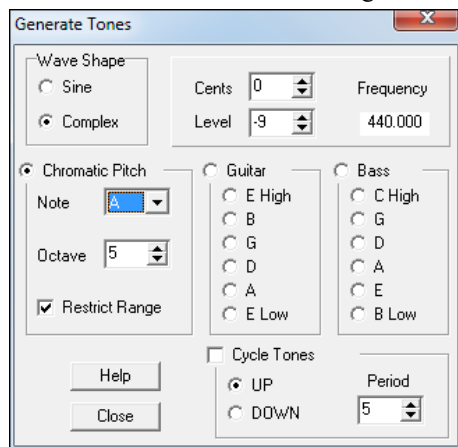 Generate Tones
Wave Shape
Sine
Complex
Cents 0
Level -9
Frequency
440.000
Chromatic Pitch
Note A
Octave 5
Restrict Range
Guitar
E High
B
G
D
A
E Low
Bass
C High
G
D
A
E
B Low
Help
Close
Cycle Tones
UP
DOWN
Period
5